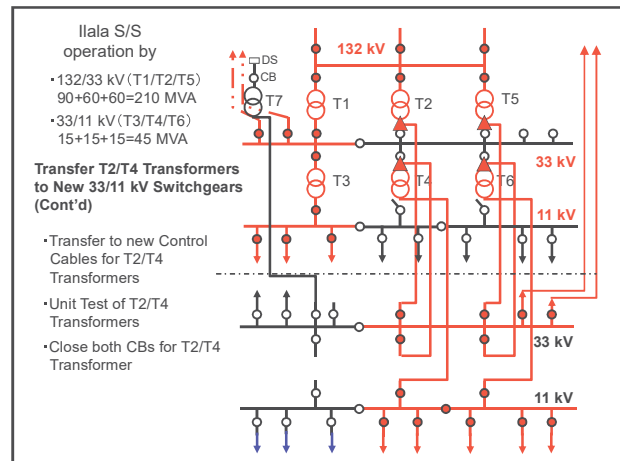 Ilala S/S
operation by
・132/33 kV(T1/T2/T5)
90+60+60=210 MVA
・33/11 kV(T3/T4/T6)
15+15+15=45 MVA
Transfer T2/T4 Transformers
to New 33/11 kV Switchgears
(Cont'd)
・Transfer to new Control
Cables for T2/T4
Transformers
・Unit Test of T2/T4
Transformers
・Close both CBs for T2/T4
Transformer
DS
CB
T7
132 kV
T1
T2
T5
33 kV
T3
T4
T6
11 kV
33 kV
11 kV